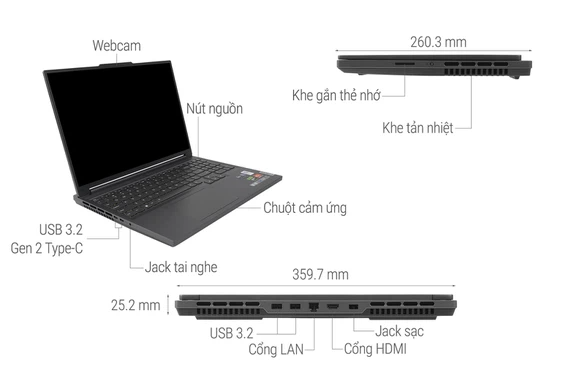 Webcam
Nút nguồn
Chuột cảm ứng
USB 3.2
Gen 2 Type-C
Jack tai nghe
260.3 mm
Khe gắn thẻ nhớ
Khe tản nhiệt
359.7 mm
25.2 mm
USB 3.2
Jack sạc
Cổng LAN
Cổng HDMI